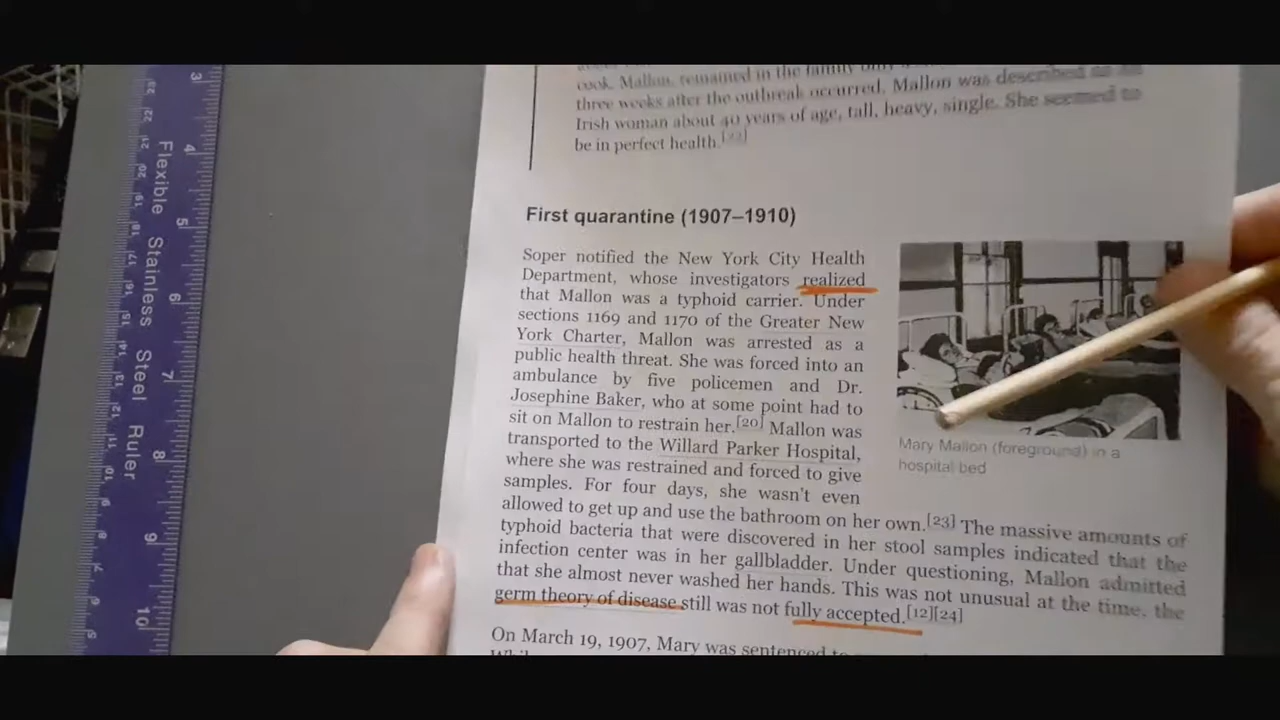 Flexible Stainless Steel Ruler
3
4
5
6
7
8
9
10
cook. Mallon, remained in the family only
three weeks after the outbreak occurred. Mallon was described as an
Irish woman about 40 years of age, tall, heavy, single. She seemed to
be in perfect health.[22]
First quarantine (1907–1910)
Soper notified the New York City Health
Department, whose investigators realized
that Mallon was a typhoid carrier. Under
sections 1169 and 1170 of the Greater New
York Charter, Mallon was arrested as a
public health threat. She was forced into an
ambulance by five policemen and Dr.
Josephine Baker, who at some point had to
sit on Mallon to restrain her.[20] Mallon was
transported to the Willard Parker Hospital,
where she was restrained and forced to give
samples. For four days, she wasn't even
allowed to get up and use the bathroom on her own.[23] The massive amounts of
typhoid bacteria that were discovered in her stool samples indicated that the
infection center was in her gallbladder. Under questioning, Mallon admitted
that she almost never washed her hands. This was not unusual at the time. the
germ theory of disease still was not fully accepted.[12][24]
Mary Mallon (foreground) in a
hospital bed
On March 19, 1907, Mary was sentenced to